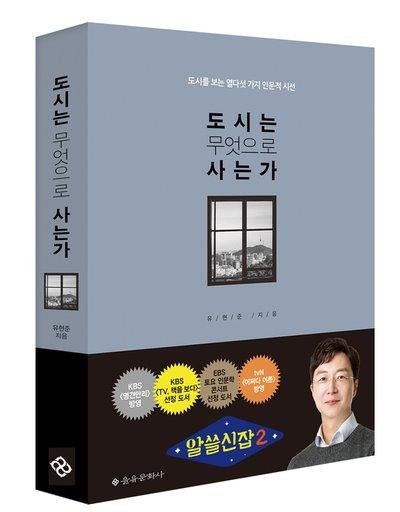 도시는 무엇으로 사는가
유현준
지음
도시를 보는 열다섯 가지 인문적 시선
도시는
무엇으로
사는가
유/현/준 /지/음
KBS
〈명견만리〉
방영
KBS
〈TV, 책을 보다〉
선정 도서
EBS
토요 인문학
콘서트
선정 도서
tvN
〈어쩌다 어른〉
방영
알쓸신잡2
을유문화사